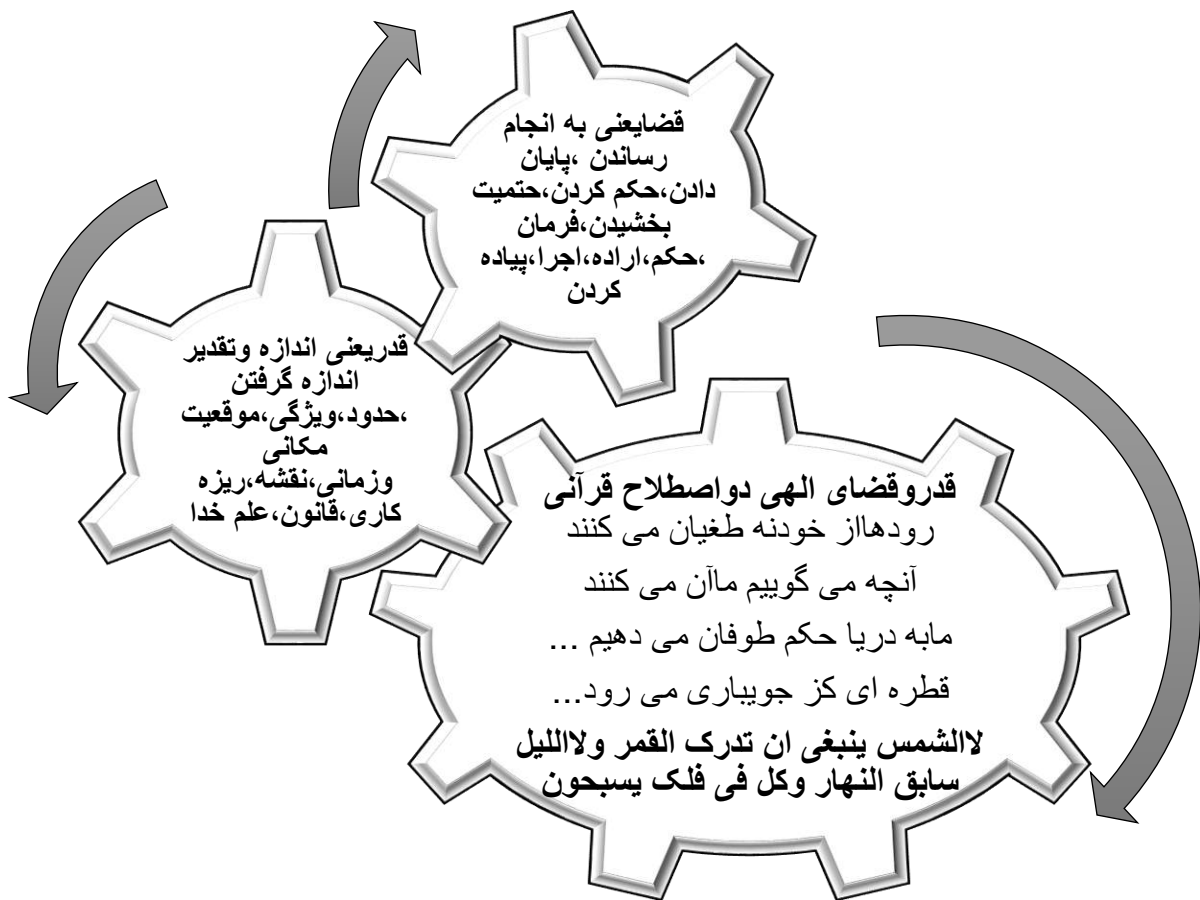 قضایعنی به انجام
رساندن ،پایان
دادن،حکم کردن،حتمیت
بخشیدن،فرمان
،حکم،اراده،اجرا،پیاده
کردن
قدریعنی اندازه وتقدیر
اندازه گرفتن
،حدود،ویژگی،موقعیت
مکانی
وزمانی،نقشه،ریزه
کاری،قانون،علم خدا
قدروقضای الهی دواصطلاح قرآنی
رودهااز خودنه طغیان می کنند
آنچه می گوییم ماآن می کنند
مابه دریا حکم طوفان می دهیم ...
قطره ای کز جویباری می رود...
لاالشمس ینبغی ان تدرک القمر ولااللیل
سابق النهار وکل فی فلک یسبحون